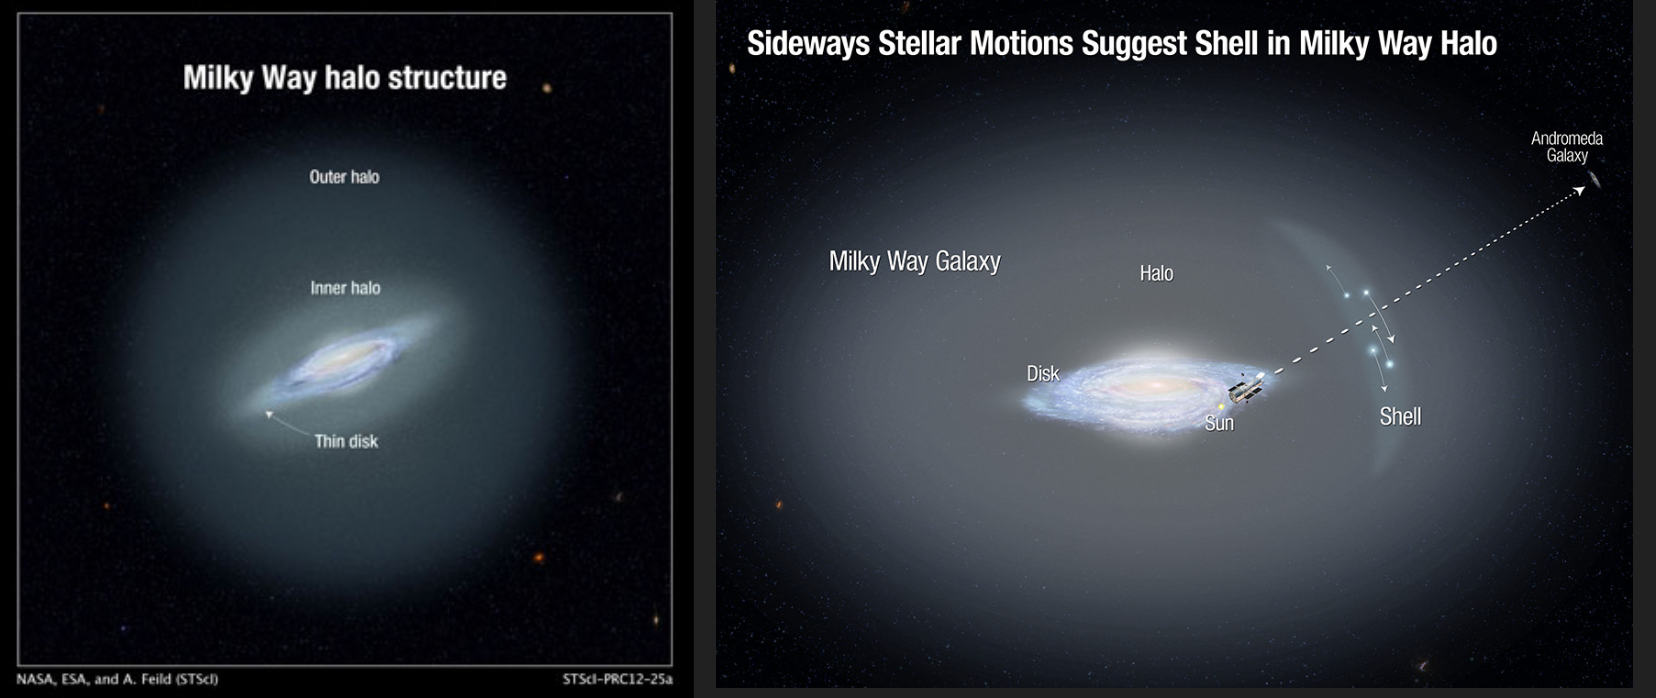 Milky Way halo structure
Outer halo
Inner halo
Thin disk
NASA, ESA, and A. Feild (STScI)
STScI-PRC12-25a
Sideways Stellar Motions Suggest Shell in Milky Way Halo
Andromeda
Galaxy
Milky Way Galaxy
Halo
Disk
Sun
Shell